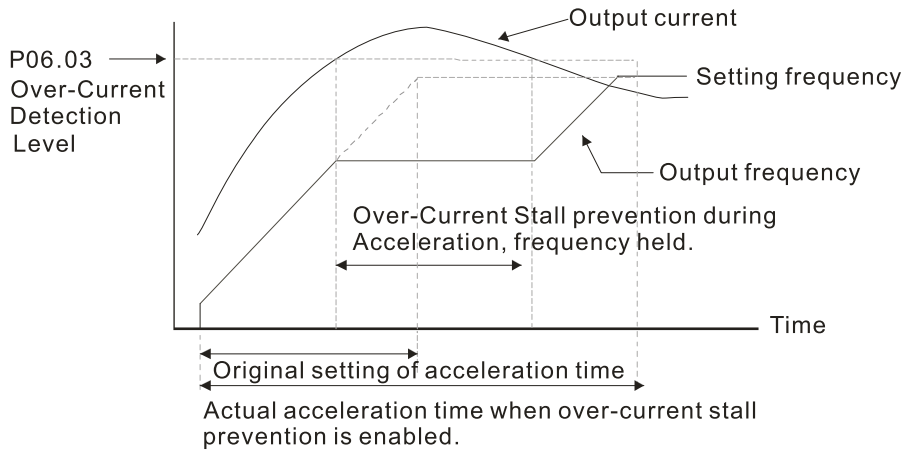 Output current
P06.03
Over-Current
Detection
Level
Setting frequency
Output frequency
Over-Current Stall prevention during
Acceleration, frequency held.
Time
Original setting of acceleration time
Actual acceleration time when over-current stall
prevention is enabled.